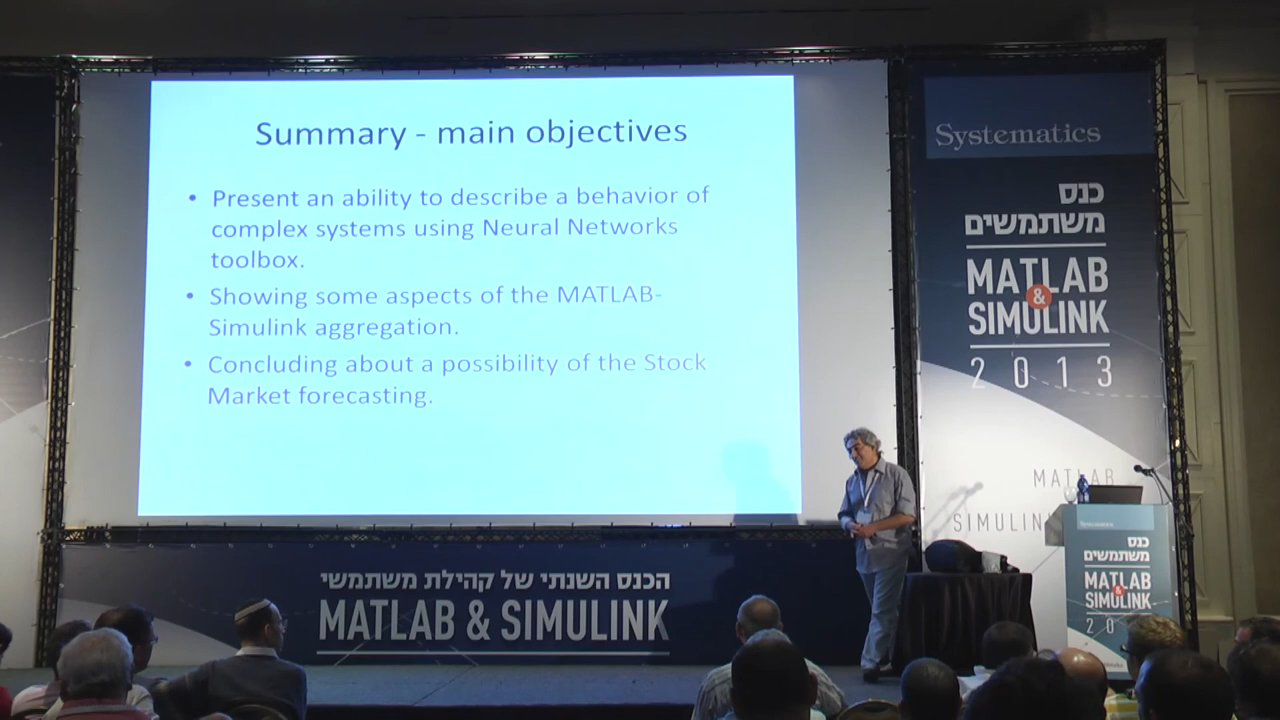 Summary - main objectives
• Present an ability to describe a behavior of
complex systems using Neural Networks
toolbox.
• Showing some aspects of the MATLAB-
Simulink aggregation.
• Concluding about a possibility of the Stock
Market forecasting.
Systematics
כנס
משתמשים
MATLAB
&
SIMULINK
2013
MATLAB
SIMULIN
הכנס השנתי של קהילת משתמשי
MATLAB & SIMULINK
Systematics
כנס
משתמשים
MATLAB
&
SIMULINK
20